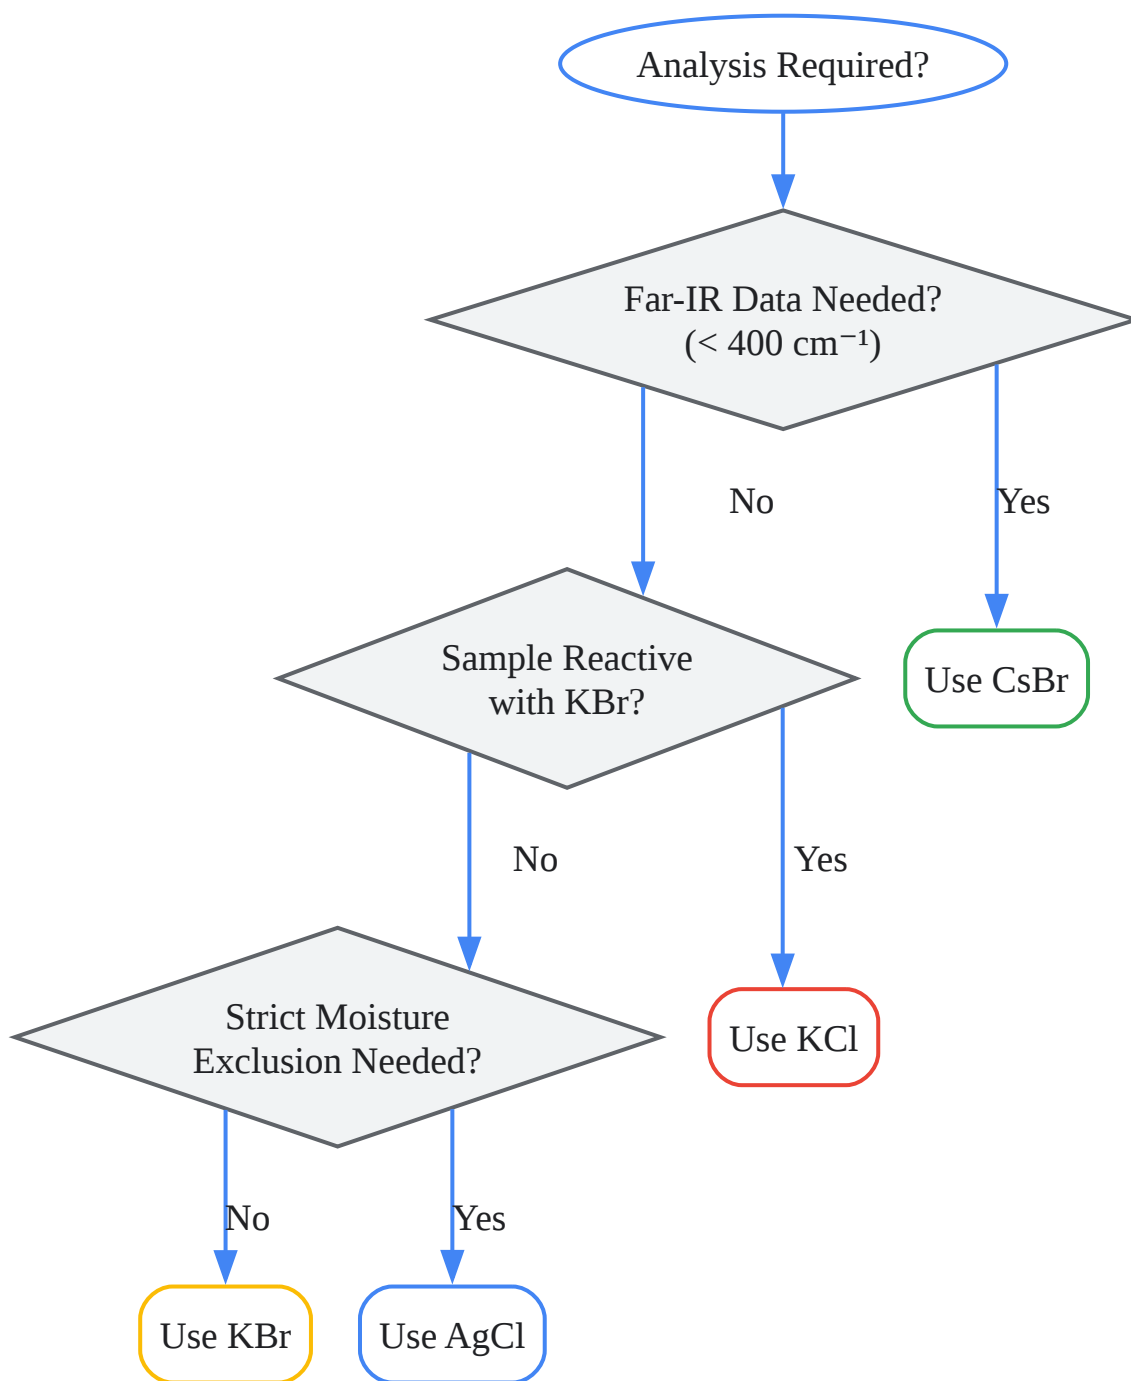 Analysis Required?
Far-IR Data Needed?
(< 400 cm⁻¹)
No
Yes
Sample Reactive
with KBr?
Use CsBr
No
Yes
Strict Moisture
Exclusion Needed?
Use KCl
No
Yes
Use KBr
Use AgCl